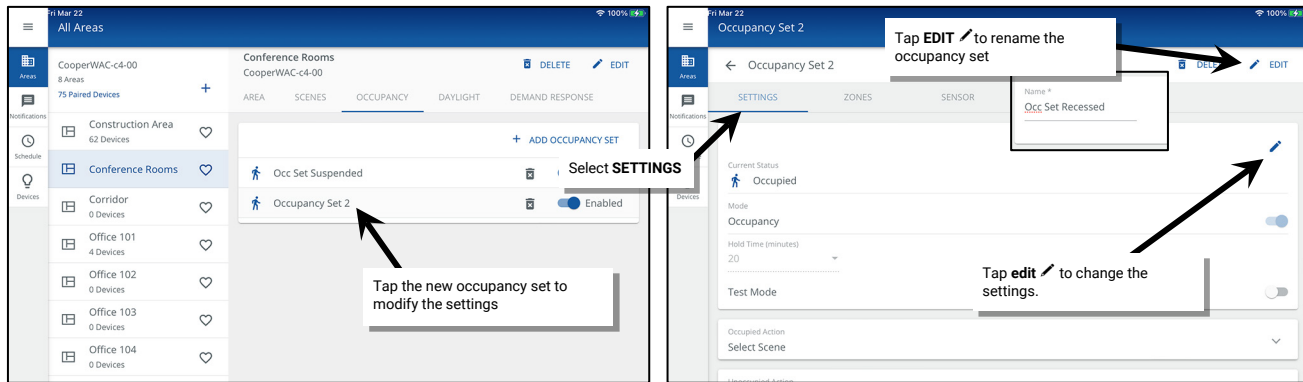 Fri Mar 22
100%
All Areas
Areas
Notifications
Schedule
Devices
CooperWAC-c4-00
8 Areas
75 Paired Devices
+
Construction Area
62 Devices
Conference Rooms
Corridor
0 Devices
Office 101
4 Devices
Office 102
0 Devices
Office 103
0 Devices
Office 104
0 Devices
Conference Rooms
CooperWAC-c4-00
DELETE
EDIT
AREA SCENES OCCUPANCY DAYLIGHT DEMAND RESPONSE
+ ADD OCCUPANCY SET
Occ Set Suspended
Occupancy Set 2
Enabled
Tap the new occupancy set to
modify the settings
Select SETTINGS
Fri Mar 22
100%
Occupancy Set 2
Areas
Notifications
Devices
Tap EDIT to rename the
occupancy set
Occupancy Set 2
EDIT
SETTINGS ZONES SENSOR
Name *
Occ Set Recessed
Current Status
Occupied
Mode
Occupancy
Hold Time (minutes)
20
Test Mode
Tap edit to change the
settings.
Occupied Action
Select Scene